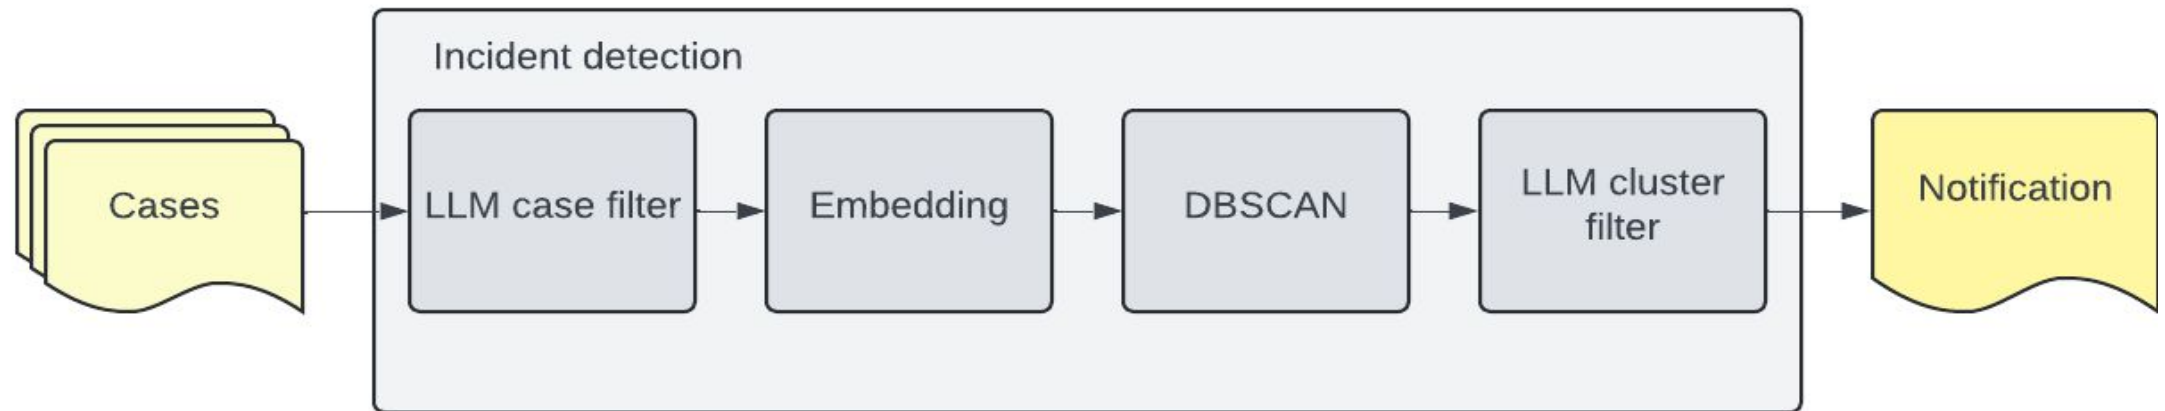 Incident detection
Cases
LLM case filter
Embedding
DBSCAN
LLM cluster
filter
Notification